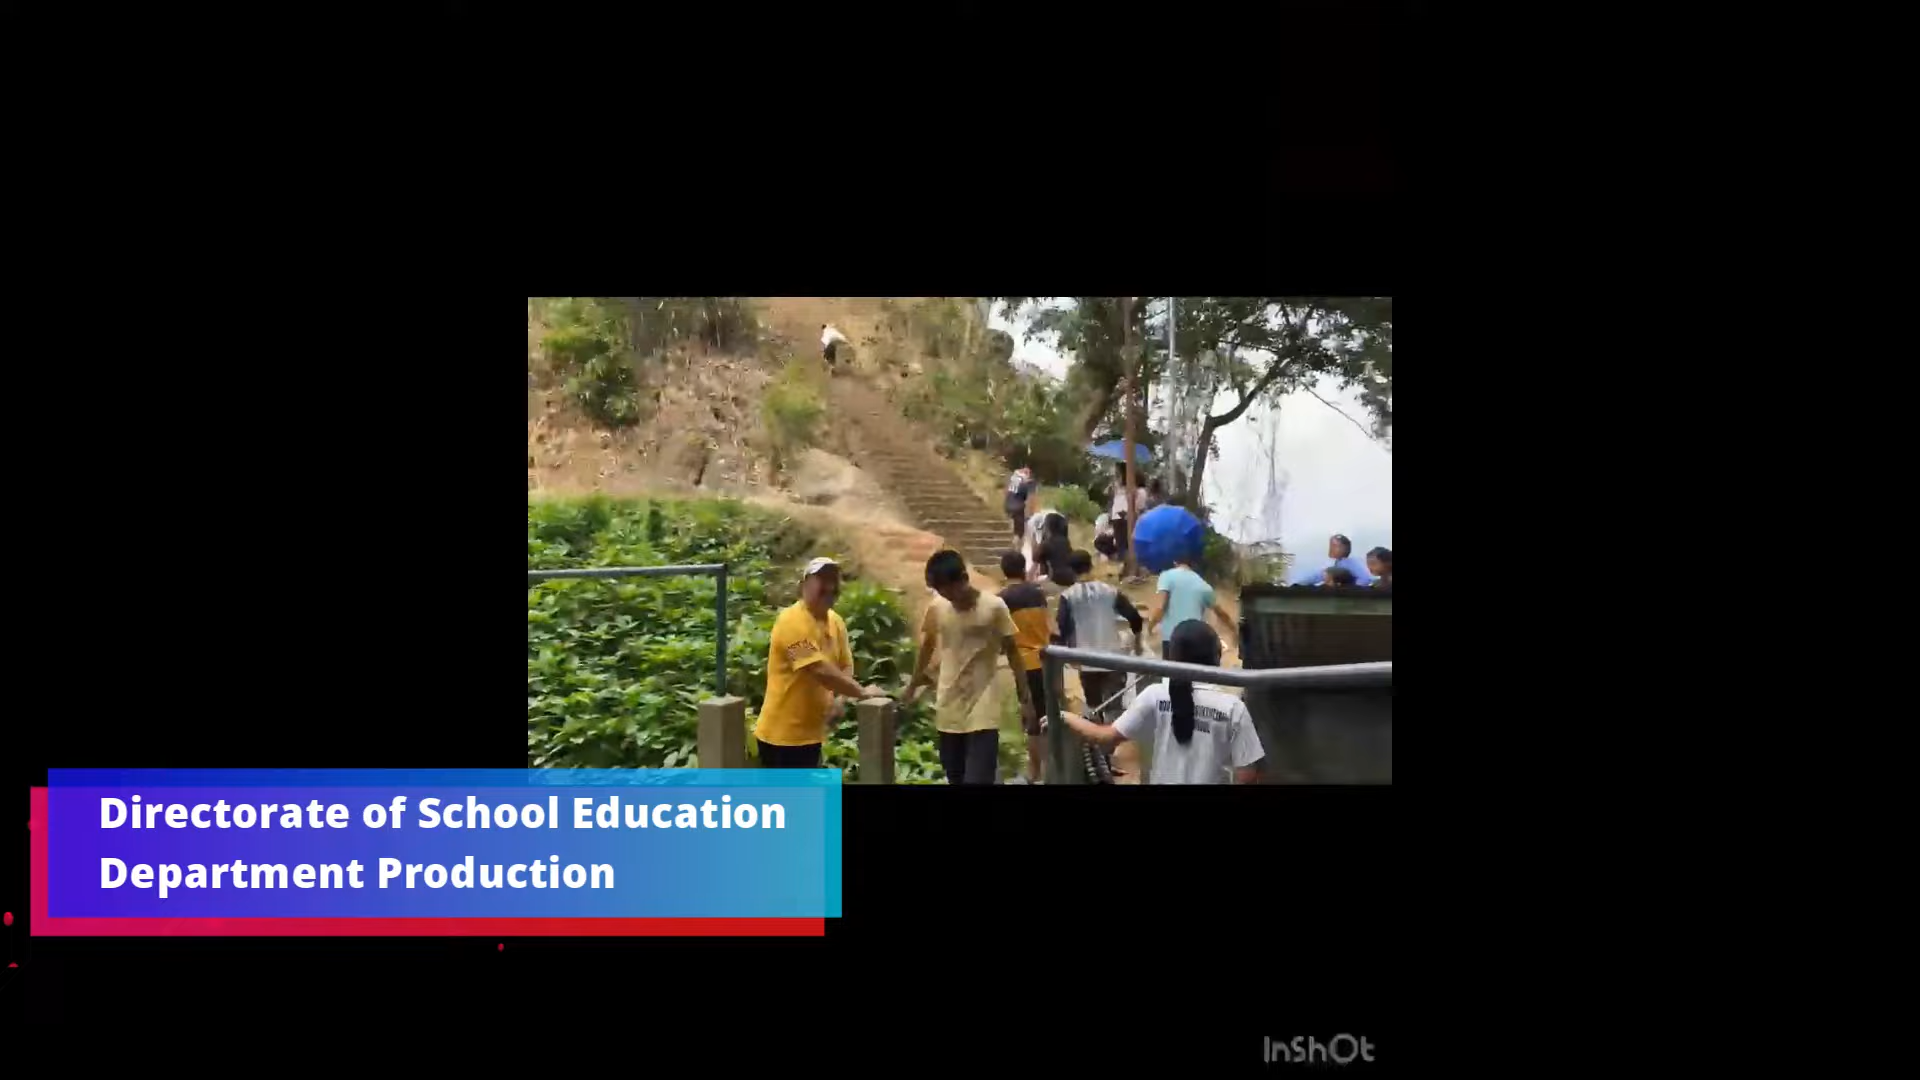 Directorate of School Education
Department Production
InShOt